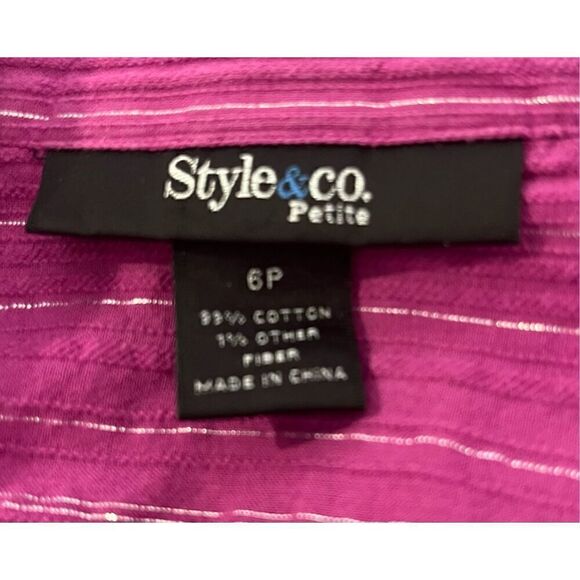 Style&co.
Petite
6P
99% COTTON
1% OTHER
FIBER
MADE IN CHINA